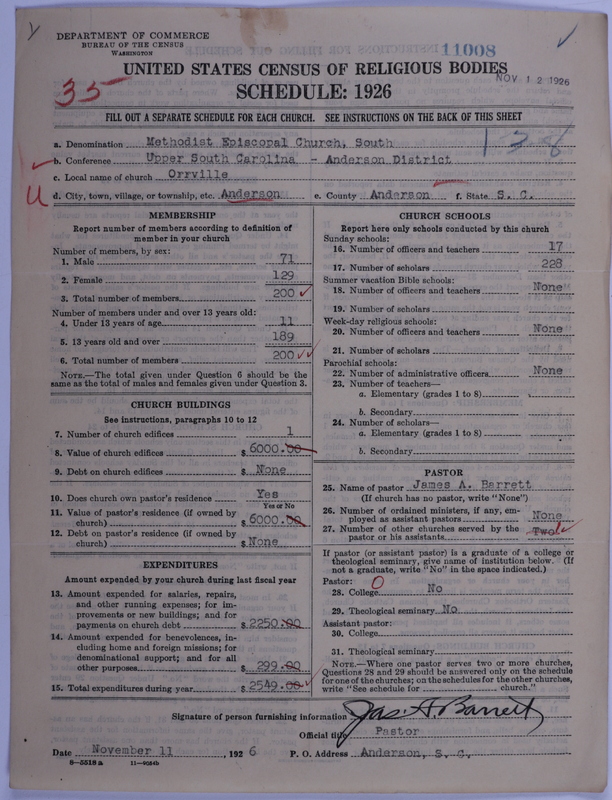 DEPARTMENT OF COMMERCE
BUREAU OF THE CENSUS
WASHINGTON
11008
UNITED STATES CENSUS OF RELIGIOUS BODIES
NOV 12 1926
35
SCHEDULE: 1926
FILL OUT A SEPARATE SCHEDULE FOR EACH CHURCH. SEE INSTRUCTIONS ON THE BACK OF THIS SHEET
a. Denomination Methodist Episcopal Church, South
138
b. Conference Upper South Carolina - Anderson District
c. Local name of church Orrville
d. City, town, village, or township, etc. Anderson e. County Anderson f. State S. C.
MEMBERSHIP
Report number of members according to definition of
member in your church
Number of members, by sex:
1. Male 71
2. Female 129
3. Total number of members 200
Number of members under and over 13 years old:
4. Under 13 years of age 11
5. 13 years old and over 189
6. Total number of members 200
NOTE.—The total given under Question 6 should be
same as the total of males and females given under Question 3.
CHURCH BUILDINGS
See instructions, paragraphs 10 to 12
7. Number of church edifices 1
8. Value of church edifices $ 6000.00
9. Debt on church edifices $ None
10. Does church own pastor's residence Yes
Yes or No
11. Value of pastor's residence (if owned by
church) $ 6000.00
12. Debt on pastor's residence (if owned by
church) $ None
EXPENDITURES
Amount expended by your church during last fiscal year
13. Amount expended for salaries, repairs,
and other running expenses; for im-
provements or new buildings; and for
payments on church debt $ 2250.00
14. Amount expended for benevolences, in-
cluding home and foreign missions; for
denominational support; and for all
other purposes $ 299.00
15. Total expenditures during year $ 2549.00
CHURCH SCHOOLS
Report here only schools conducted by this church
Sunday schools:
16. Number of officers and teachers 17
17. Number of scholars 228
Summer vacation Bible schools:
18. Number of officers and teachers None
19. Number of scholars
Week-day religious schools:
20. Number of officers and teachers None
21. Number of scholars
Parochial schools:
22. Number of administrative officers None
23. Number of teachers—
a. Elementary (grades 1 to 8)
b. Secondary
24. Number of scholars—
a. Elementary (grades 1 to 8)
b. Secondary
PASTOR
25. Name of pastor James A. Barrett
(If church has no pastor, write "None")
26. Number of ordained ministers, if any, em-
ployed as assistant pastors None
27. Number of other churches served by the
pastor or his assistants Two
If pastor (or assistant pastor) is a graduate of a college or
theological seminary, give name of institution below. (If
not a graduate, write "No" in the space indicated.)
Pastor: 0
28. College No
29. Theological seminary No
Assistant pastor:
30. College
31. Theological seminary
NOTE.—Where one pastor serves two or more churches,
Questions 28 and 29 should be answered only on the schedule
for one of the churches; on the schedules for the other churches,
write "See schedule for church."
Signature of person furnishing information Jas A. Barrett
Official title Pastor
Date November 11, 1926 P. O. Address Anderson, S. C.
8—5518 a 11—9034b